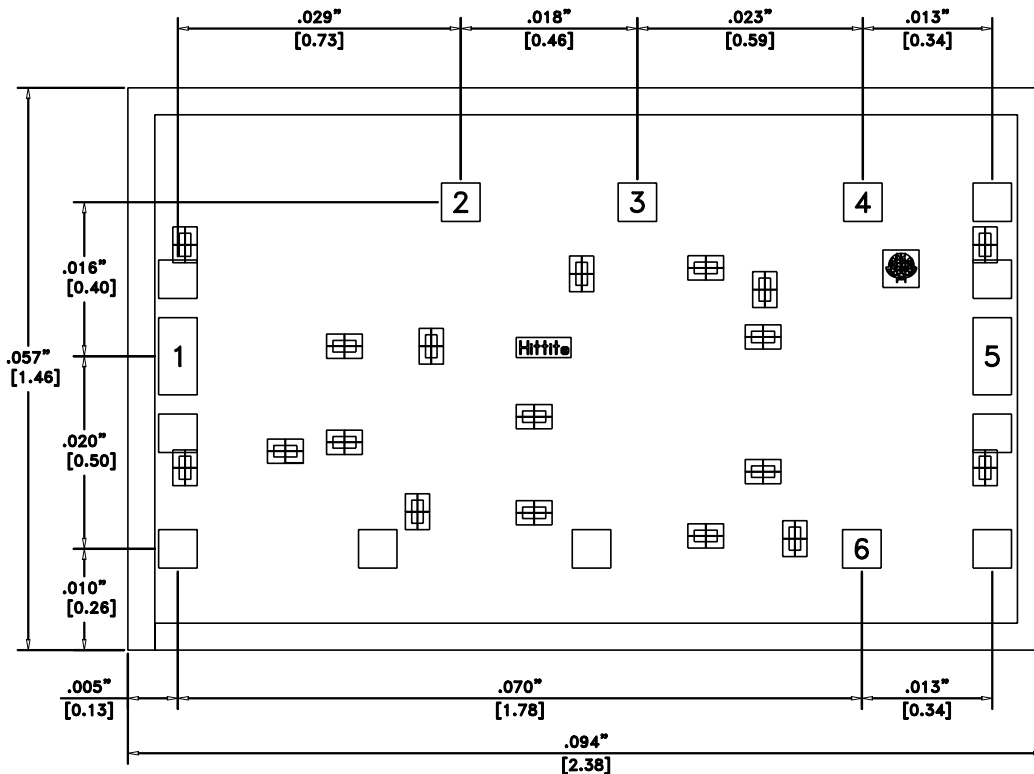 .029” .018” .023” .013”
[0.73] [0.46] [0.59] [0.34]
2 3 4
.016”
[0.40]
Hittite
1 5
.057”
[1.46]
.020”
[0.50]
6
.010”
[0.26]
.005” .070” .013”
[0.13] [1.78] [0.34]
.094”
[2.38]